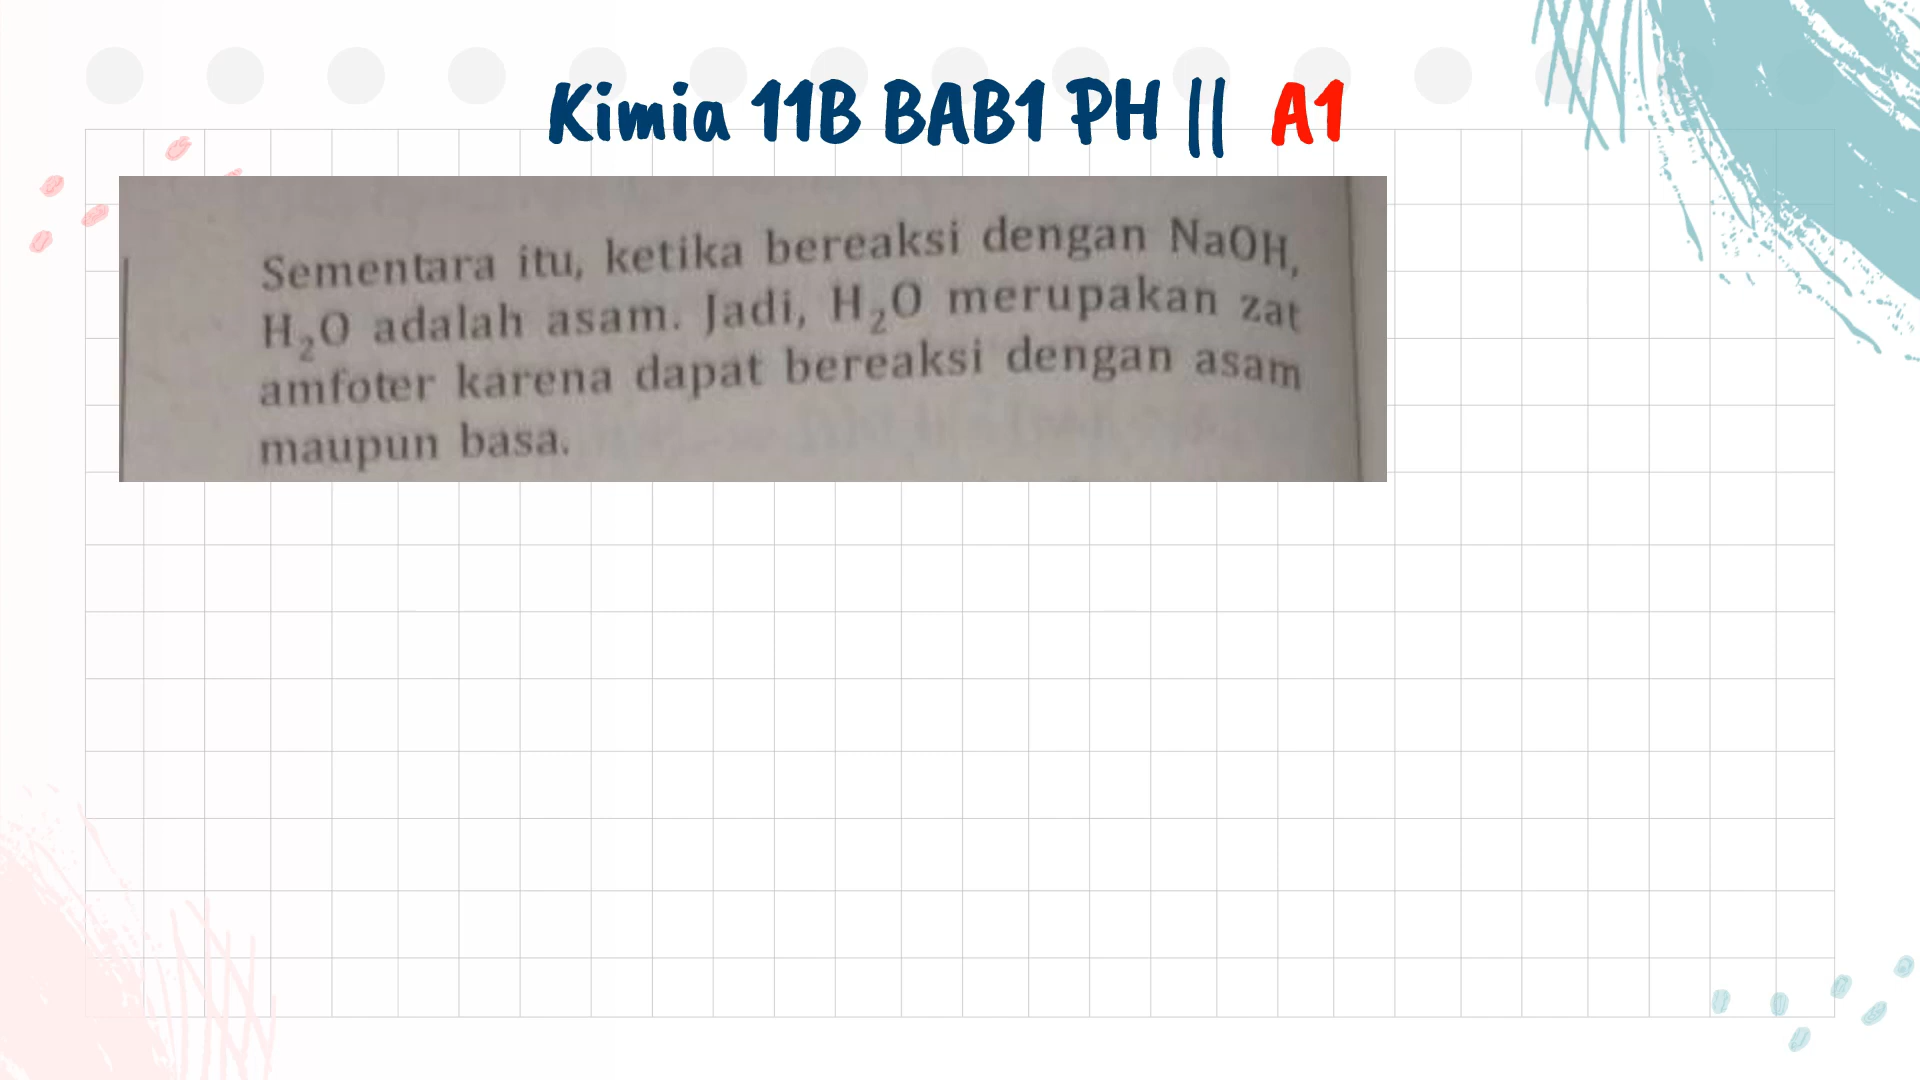 Kimia 11B BAB1 PH || A1
Sementara itu, ketika bereaksi dengan NaOH,
H₂O adalah asam. Jadi, H₂O merupakan zat
amfoter karena dapat bereaksi dengan asam
maupun basa.